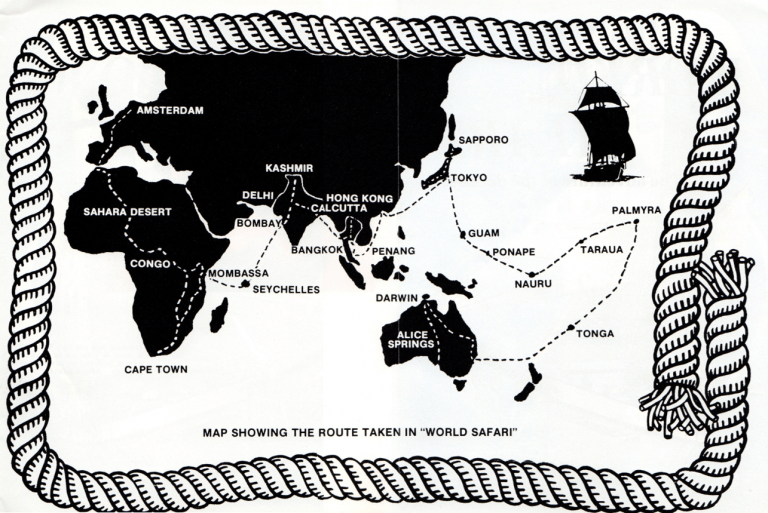 AMSTERDAM
SAPPORO
KASHMIR
TOKYO
DELHI
HONG KONG
CALCUTTA
SAHARA DESERT
PALMYRA
BOMBAY
GUAM
BANGKOK
PENANG
PONAPE
TARAUA
CONGO
MOMBASSA
NAURU
SEYCHELLES
DARWIN
TONGA
ALICE
SPRINGS
CAPE TOWN
MAP SHOWING THE ROUTE TAKEN IN "WORLD SAFARI"